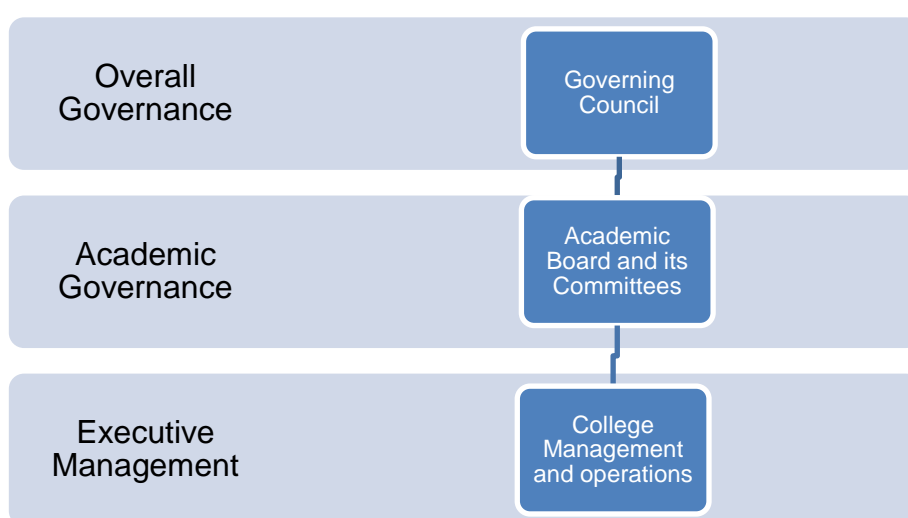 Overall
Governance
Governing
Council
Academic
Governance
Academic
Board and its
Committees
Executive
Management
College
Management
and operations